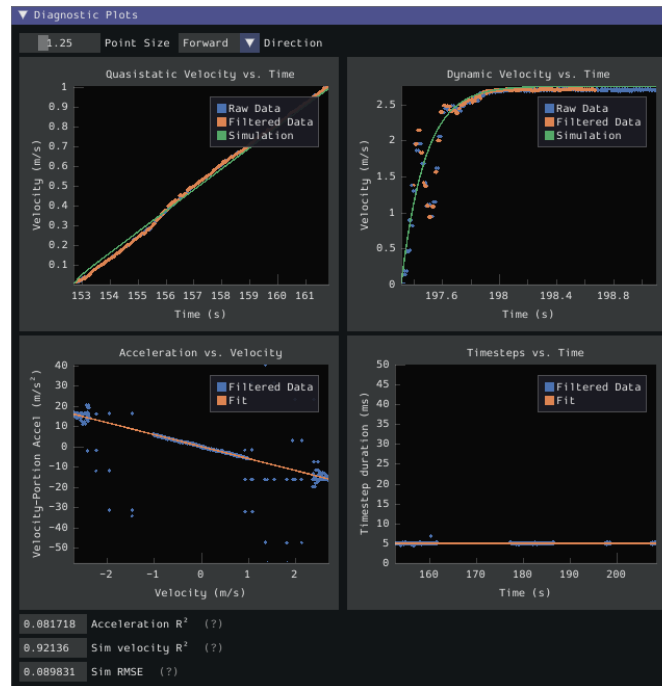 ▼ Diagnostic Plots
1.25 Point Size Forward ▼ Direction
Quasistatic Velocity vs. Time
1
0.9
0.8
0.7
0.6
0.5
0.4
0.3
0.2
0.1
Velocity (m/s)
Raw Data
Filtered Data
Simulation
153 154 155 156 157 158 159 160 161
Time (s)
Dynamic Velocity vs. Time
2.5
2
1.5
1
0.5
0
Velocity (m/s)
Raw Data
Filtered Data
Simulation
197.6 198 198.4 198.8
Time (s)
Acceleration vs. Velocity
40
30
20
10
0
-10
-20
-30
-40
-50
Velocity-Portion Accel (m/s²)
Filtered Data
Fit
-2 -1 0 1 2
Velocity (m/s)
Timesteps vs. Time
50
45
40
35
30
25
20
15
10
5
0
Timestep duration (ms)
Filtered Data
Fit
160 170 180 190 200
Time (s)
0.081718 Acceleration R² (?)
0.92136 Sim velocity R² (?)
0.089831 Sim RMSE (?)